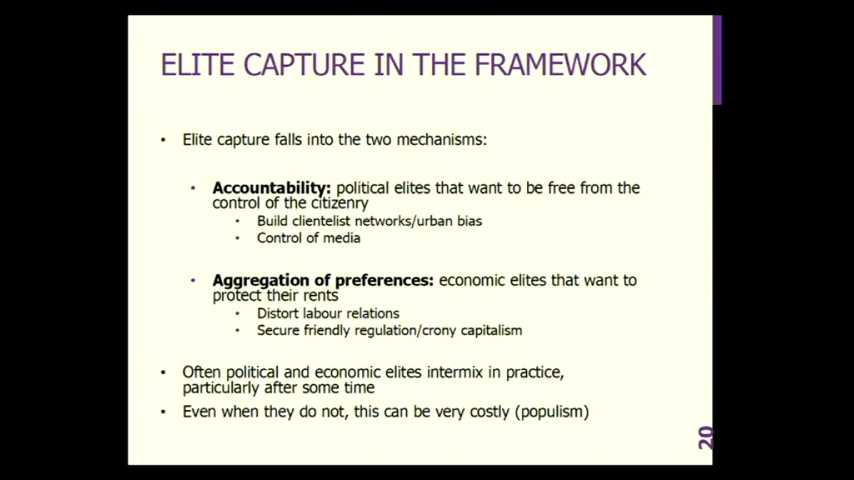 ELITE CAPTURE IN THE FRAMEWORK
• Elite capture falls into the two mechanisms:
• Accountability: political elites that want to be free from the
control of the citizenry
• Build clientelist networks/urban bias
• Control of media
• Aggregation of preferences: economic elites that want to
protect their rents
• Distort labour relations
• Secure friendly regulation/crony capitalism
• Often political and economic elites intermix in practice,
particularly after some time
• Even when they do not, this can be very costly (populism)
20